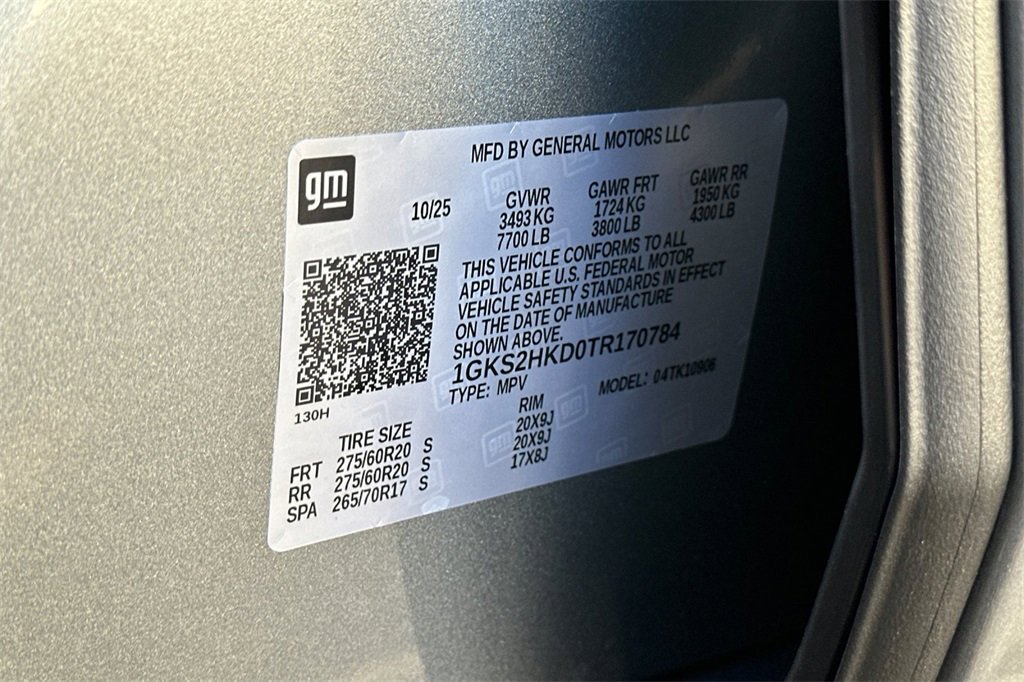 MFD BY GENERAL MOTORS LLC
gm
10/25
GVWR GAWR FRT GAWR RR
3493 KG 1724 KG 1950 KG
7700 LB 3800 LB 4300 LB
THIS VEHICLE CONFORMS TO ALL
APPLICABLE U.S. FEDERAL MOTOR
VEHICLE SAFETY STANDARDS IN EFFECT
ON THE DATE OF MANUFACTURE
SHOWN ABOVE.
1GKS2HKD0TR170784
TYPE: MPV MODEL: 04TK10906
130H
TIRE SIZE RIM
FRT 275/60R20 S 20X9J
RR 275/60R20 S 20X9J
SPA 265/70R17 S 17X8J